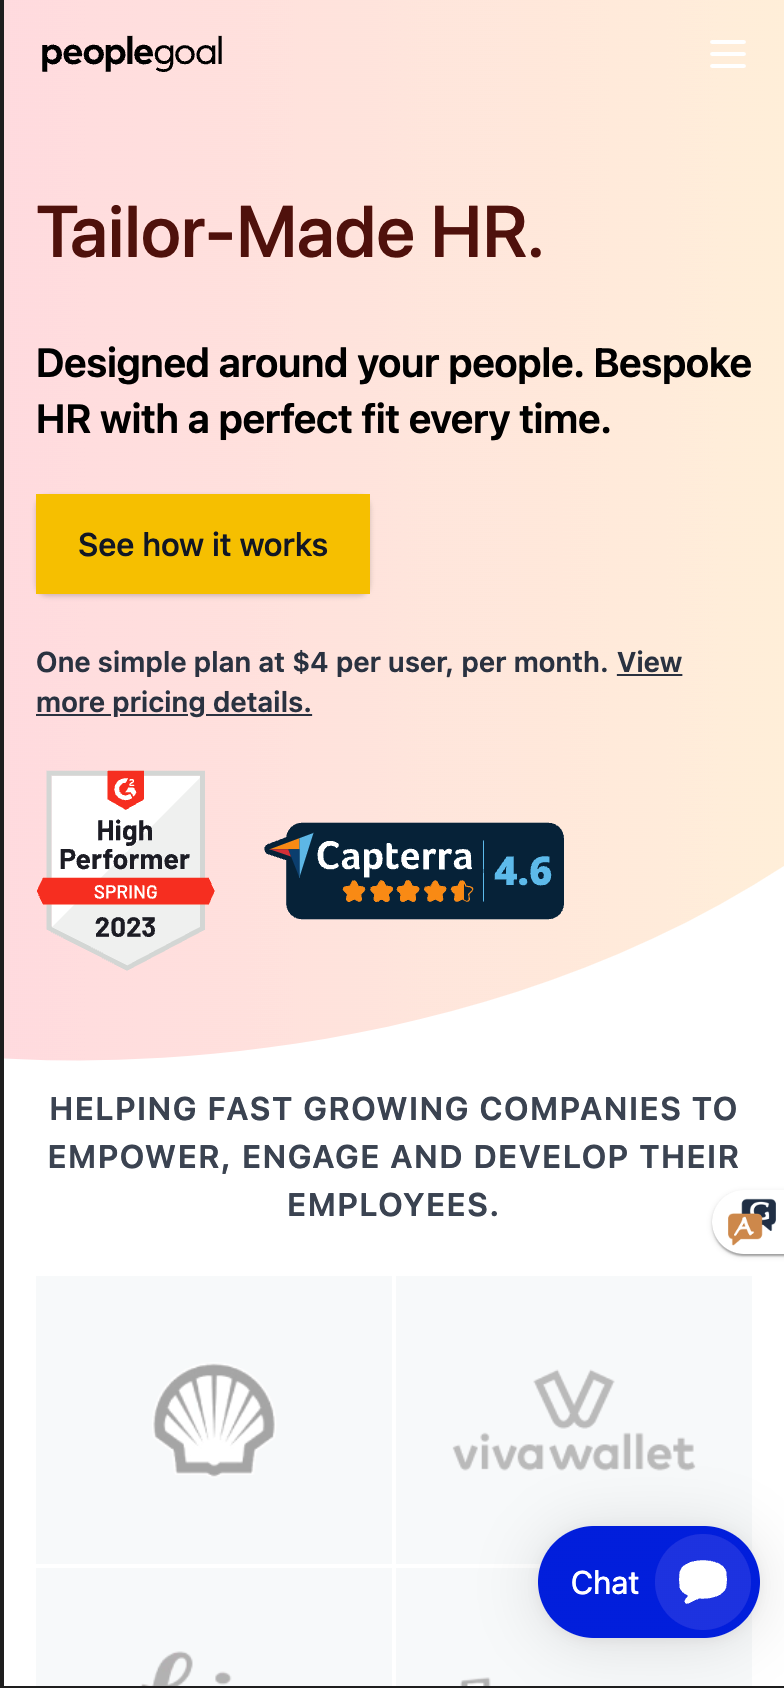 peoplegoal
Tailor-Made HR.
Designed around your people. Bespoke
HR with a perfect fit every time.
See how it works
One simple plan at $4 per user, per month. View
more pricing details.
G2
High
Performer
SPRING
2023
Capterra
4.6
HELPING FAST GROWING COMPANIES TO
EMPOWER, ENGAGE AND DEVELOP THEIR
EMPLOYEES.
A G
vivawallet
Chat